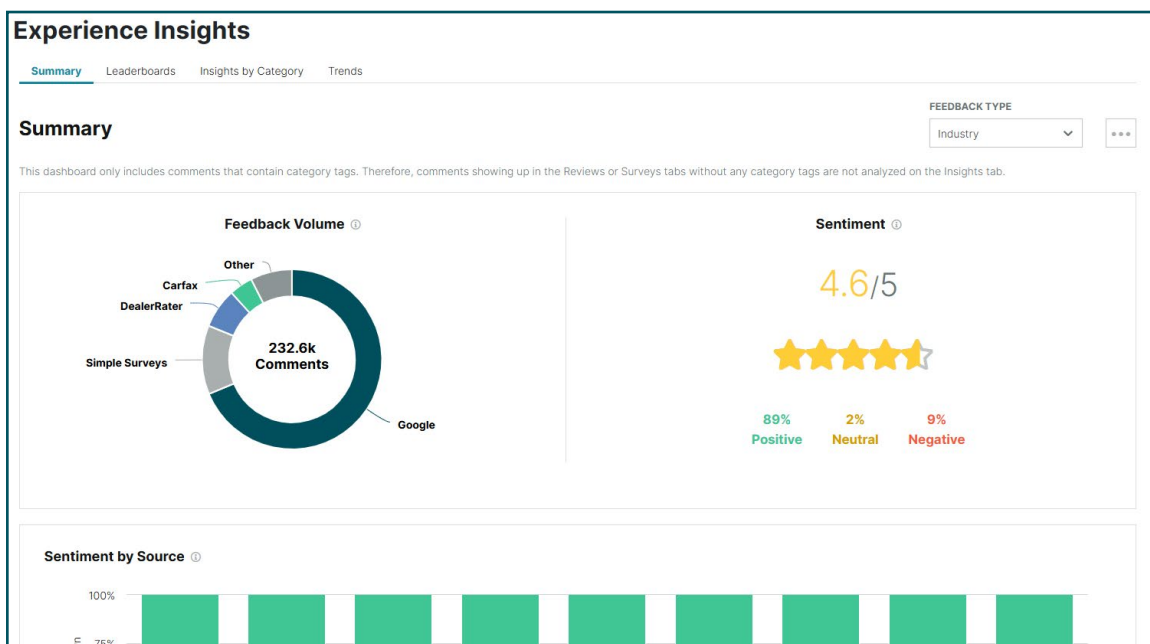 Experience Insights
Summary Leaderboards Insights by Category Trends
FEEDBACK TYPE
Summary
Industry
This dashboard only includes comments that contain category tags. Therefore, comments showing up in the Reviews or Surveys tabs without any category tags are not analyzed on the Insights tab.
Feedback Volume
Other
Carfax
DealerRater
Simple Surveys
232.6k
Comments
Google
Sentiment
4.6/5
89% 2% 9%
Positive Neutral Negative
Sentiment by Source
100%
75%